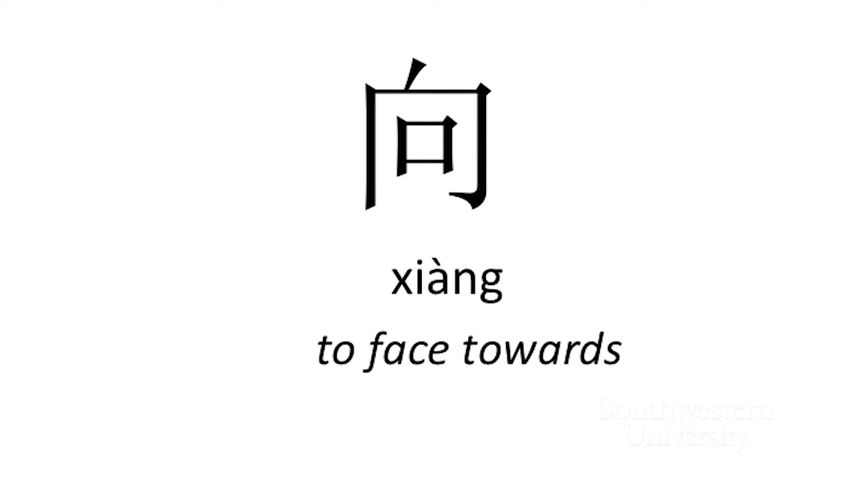 向
xiàng
to face towards
Southwestern
University